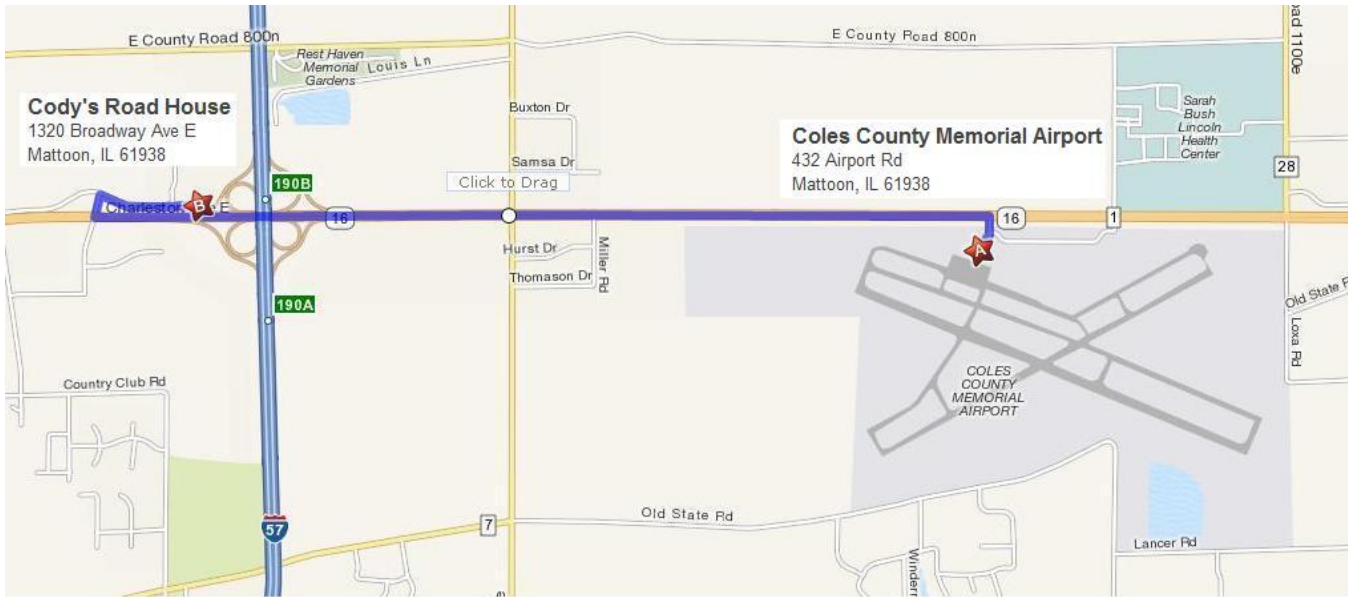 E County Road 800n
E County Road 800n
Rest Haven
Memorial
Gardens
Louis Ln
Cody's Road House
1320 Broadway Ave E
Mattoon, IL 61938
Buxton Dr
Samsa Dr
Click to Drag
Coles County Memorial Airport
432 Airport Rd
Mattoon, IL 61938
Sarah
Bush
Lincoln
Health
Center
1100e
28
190B
B
E
16
16
1
A
Hurst Dr
Thomason Dr
Miller Rd
190A
Old State
Loxa Rd
COLES
COUNTY
MEMORIAL
AIRPORT
Country Club Rd
57
7
Old State Rd
Lancer Rd